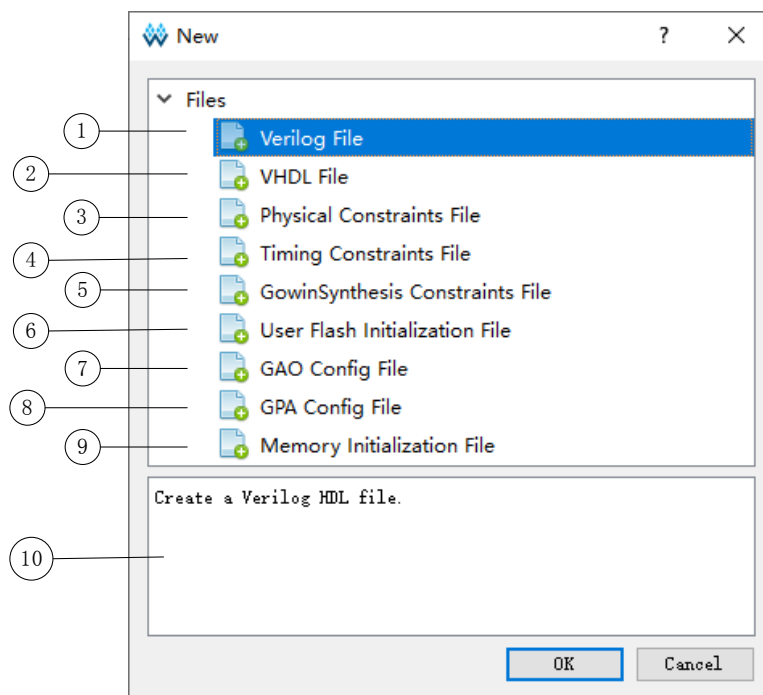 New
?
Files
1 Verilog File
2 VHDL File
3 Physical Constraints File
4 Timing Constraints File
5 GowinSynthesis Constraints File
6 User Flash Initialization File
7 GAO Config File
8 GPA Config File
9 Memory Initialization File
Create a Verilog HDL file.
10
OK Cancel